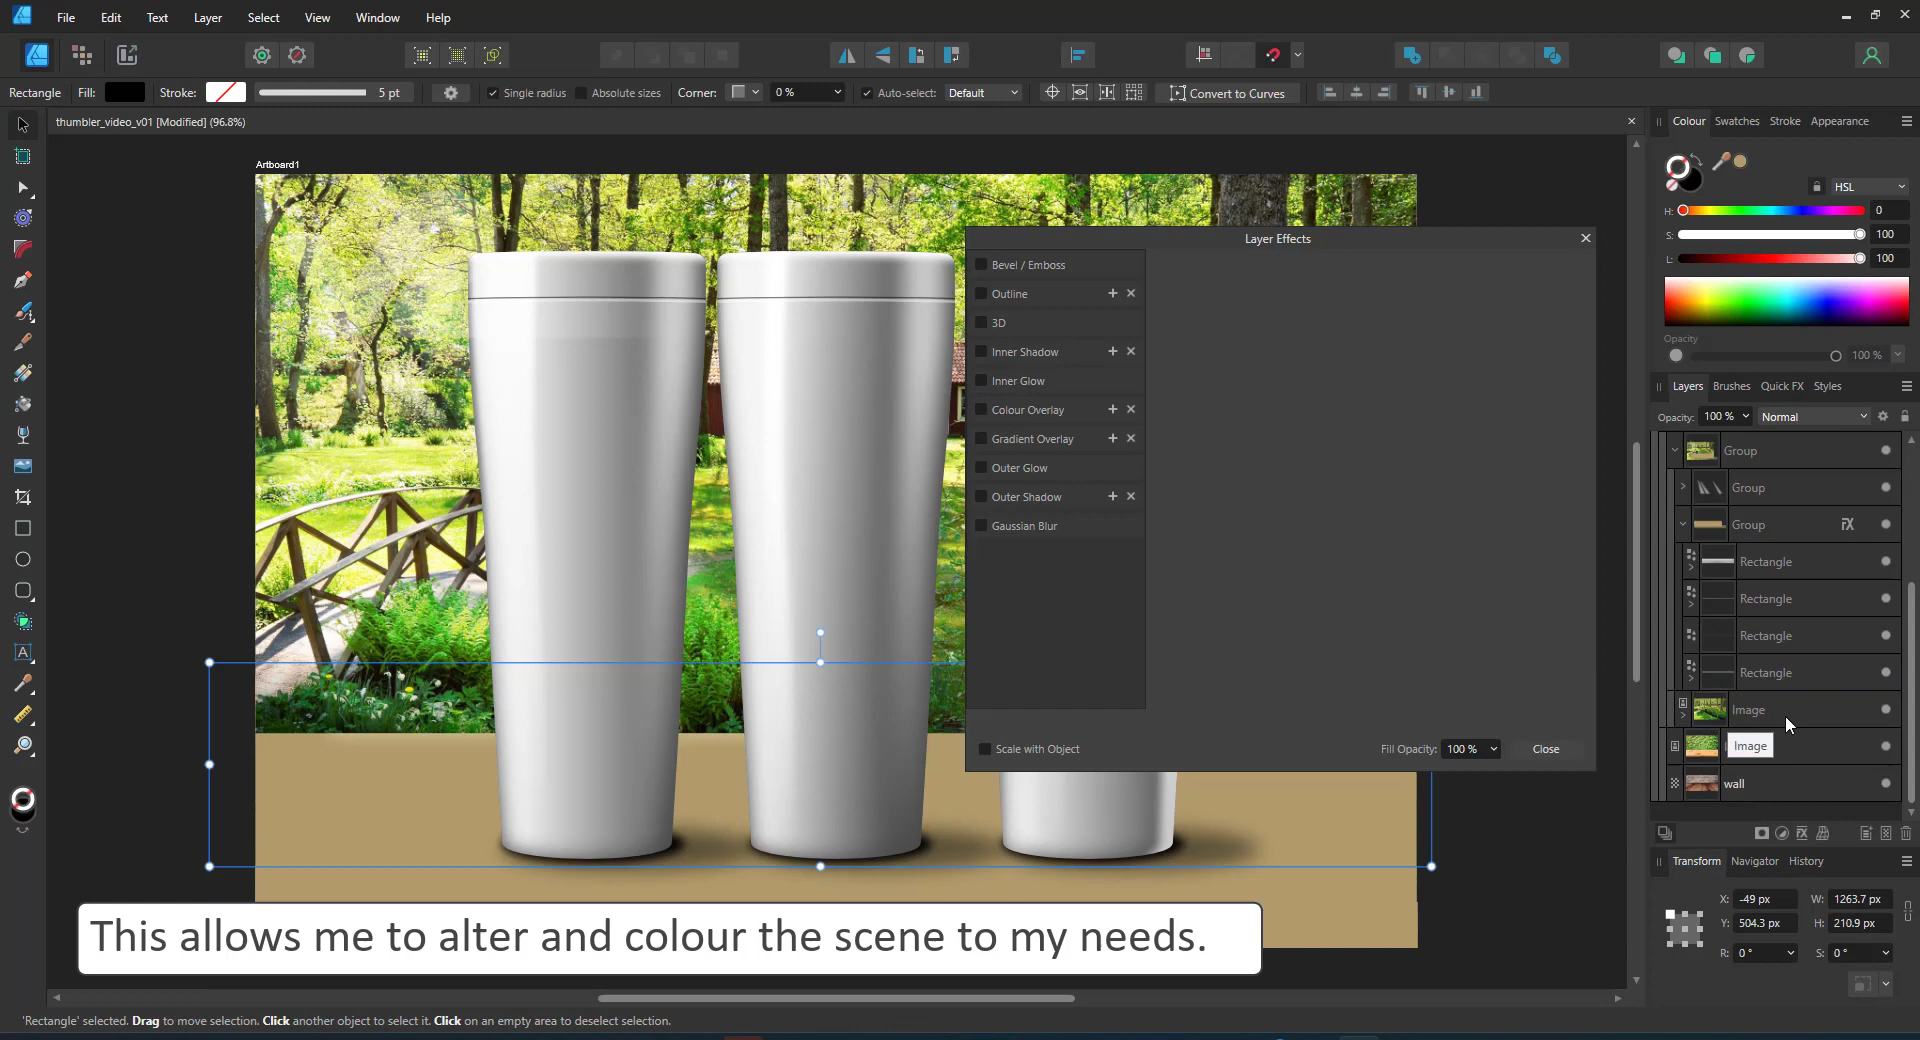 File Edit Text Layer Select View Window Help
Rectangle Fill: Stroke: 5 pt Single radius Absolute sizes Corner: 0 % Auto-select: Default Convert to Curves
thumbler_video_v01 [Modified] (96.8%)
Artboard1
Layer Effects
Bevel / Emboss
Outline
3D
Inner Shadow
Inner Glow
Colour Overlay
Gradient Overlay
Outer Glow
Outer Shadow
Gaussian Blur
Scale with Object
Fill Opacity: 100 % Close
Colour Swatches Stroke Appearance
HSL
H: 0
S: 100
L: 100
Opacity
100 %
Layers Brushes Quick FX Styles
Opacity: 100 % Normal
Group
Group
Group
Rectangle
Rectangle
Rectangle
Rectangle
Image
Image
wall
Transform Navigator History
X: -49 px W: 1263.7 px
Y: 504.3 px H: 210.9 px
R: 0 ° S: 0 °
This allows me to alter and colour the scene to my needs.
'Rectangle' selected. Drag to move selection. Click another object to select it. Click on an empty area to deselect selection.